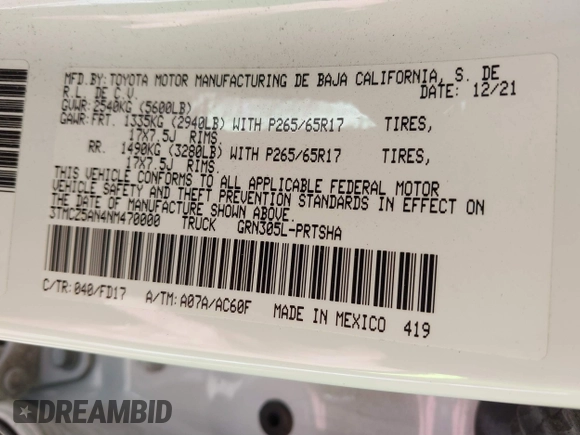 MFD.BY:TOYOTA MOTOR MANUFACTURING DE BAJA CALIFORNIA, S. DE
R.L. DE C.V. DATE: 12/21
GVWR:2540KG (5600LB)
GAWR:FRT. 1335KG (2940LB) WITH P265/65R17 TIRES,
17X7.5J RIMS.
RR. 1490KG (3280LB) WITH P265/65R17 TIRES,
17X7.5J RIMS.
THIS VEHICLE CONFORMS TO ALL APPLICABLE FEDERAL MOTOR
VEHICLE SAFETY AND THEFT PREVENTION STANDARDS IN EFFECT ON
THE DATE OF MANUFACTURE SHOWN ABOVE.
3TMCZ5AN4NM470000 TRUCK GRN305L-PRTSHA
C/TR: 040/FD17 A/TM: A07A/AC60F MADE IN MEXICO 419
DREAMBID